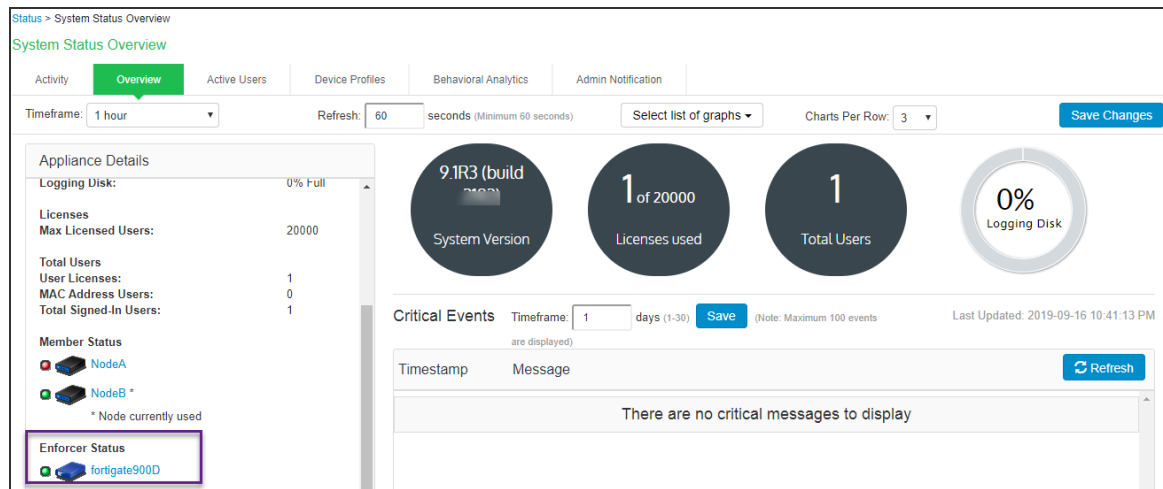 Status > System Status Overview
System Status Overview
Activity
Overview
Active Users
Device Profiles
Behavioral Analytics
Admin Notification
Timeframe: 1 hour
Refresh: 60 seconds (Minimum 60 seconds)
Select list of graphs
Charts Per Row: 3
Save Changes
Appliance Details
Logging Disk: 0% Full
Licenses
Max Licensed Users: 20000
Total Users
User Licenses: 1
MAC Address Users: 0
Total Signed-In Users: 1
Member Status
NodeA
NodeB *
* Node currently used
Enforcer Status
fortigate900D
9.1R3 (build
System Version
1 of 20000
Licenses used
1
Total Users
0%
Logging Disk
Critical Events Timeframe: 1 days (1-30) Save (Note: Maximum 100 events
are displayed)
Last Updated: 2019-09-16 10:41:13 PM
Timestamp Message
Refresh
There are no critical messages to display